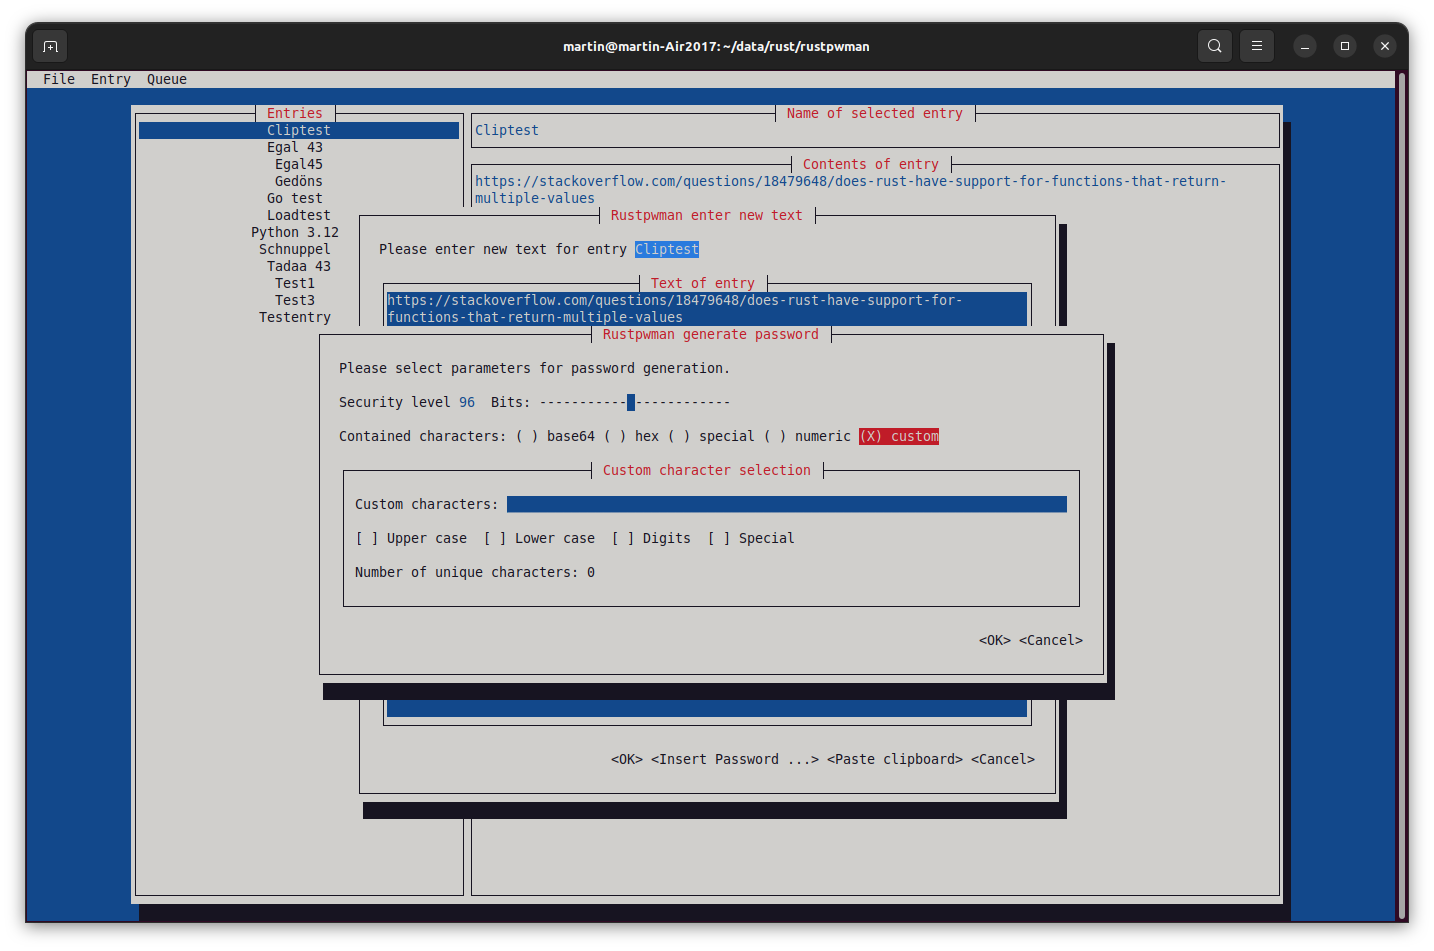 martin@martin-Air2017: ~/data/rust/rustpwman
File Entry Queue
Entries
Cliptest
Egal 43
Egal45
Gedöns
Go test
Loadtest
Python 3.12
Schnuppel
Tadaa 43
Test1
Test3
Testentry
Name of selected entry
Cliptest
Contents of entry
https://stackoverflow.com/questions/18479648/does-rust-have-support-for-functions-that-return-
multiple-values
Rustpwman enter new text
Please enter new text for entry Cliptest
Text of entry
https://stackoverflow.com/questions/18479648/does-rust-have-support-for-
functions-that-return-multiple-values
Rustpwman generate password
Please select parameters for password generation.
Security level 96 Bits: ----------- ------------
Contained characters: ( ) base64 ( ) hex ( ) special ( ) numeric (X) custom
Custom character selection
Custom characters:
[ ] Upper case [ ] Lower case [ ] Digits [ ] Special
Number of unique characters: 0
<OK> <Cancel>
<OK> <Insert Password ...> <Paste clipboard> <Cancel>